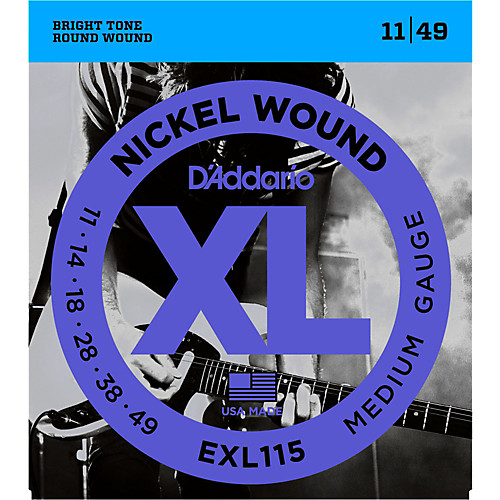 BRIGHT TONE
ROUND WOUND
11|49
NICKEL WOUND
D'Addario
XL
11 • 14 • 18 • 28 • 38 • 49
MEDIUM GAUGE
USA MADE
EXL115